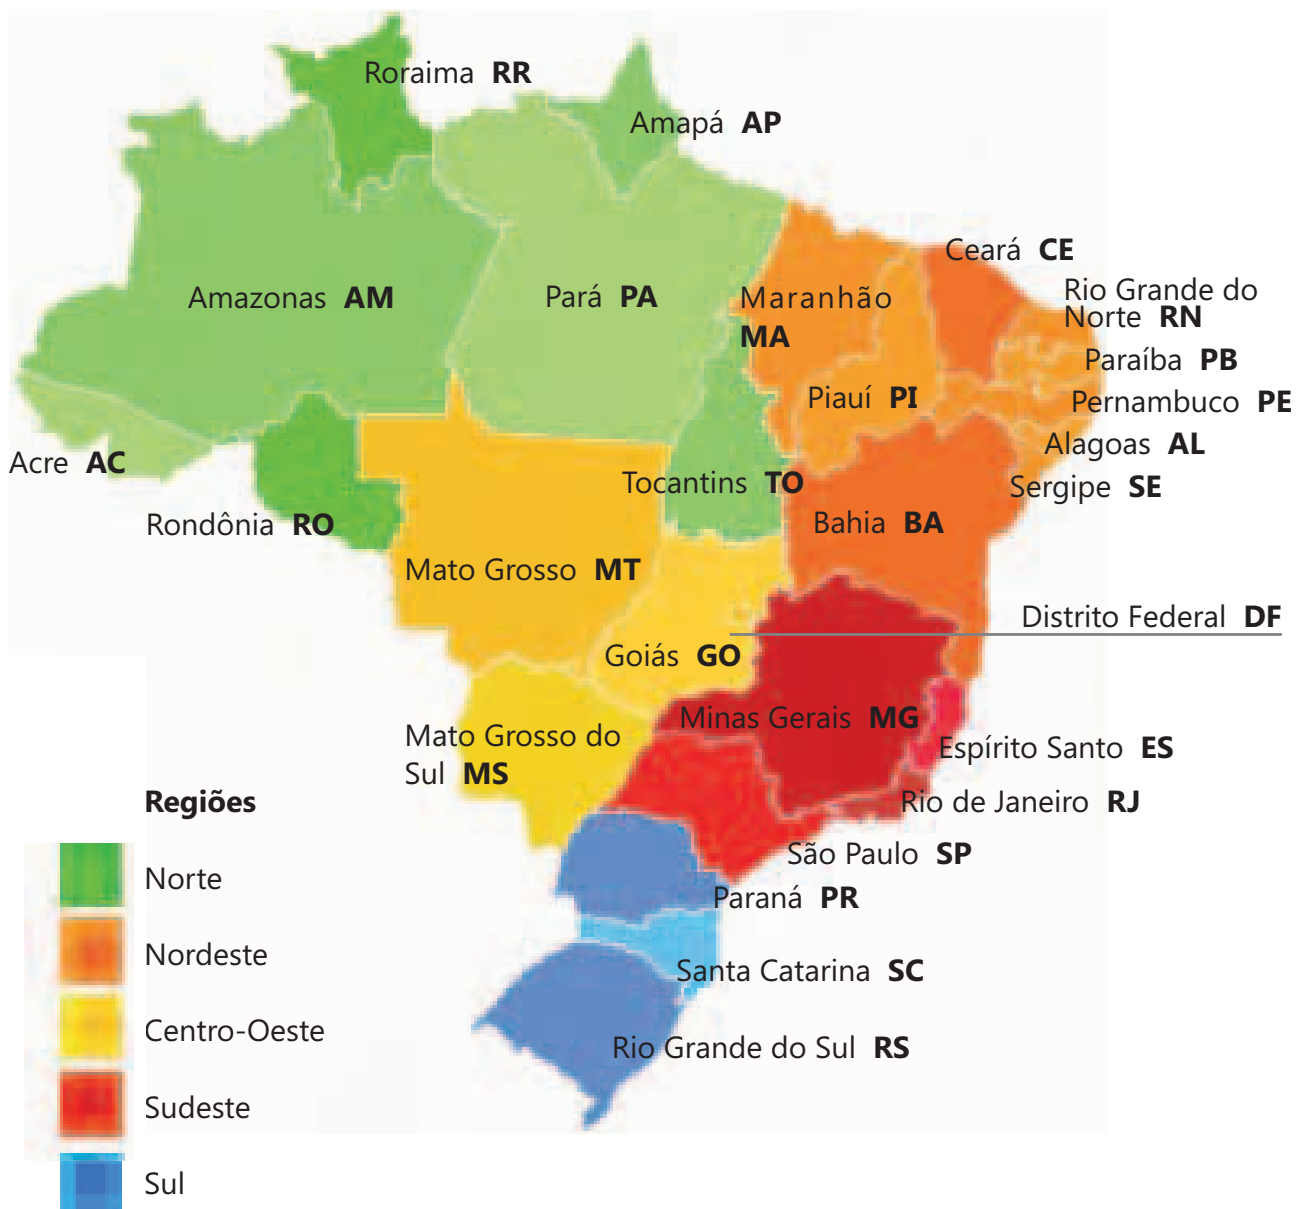 Roraima RR
Amapá AP
Ceará CE
Rio Grande do
Norte RN
Amazonas AM
Pará PA
Maranhão
MA
Paraíba PB
Piauí PI
Pernambuco PE
Alagoas AL
Acre AC
Tocantins TO
Sergipe SE
Rondônia RO
Bahia BA
Mato Grosso MT
Distrito Federal DF
Goiás GO
Minas Gerais MG
Mato Grosso do
Sul MS
Espírito Santo ES
Rio de Janeiro RJ
São Paulo SP
Paraná PR
Santa Catarina SC
Rio Grande do Sul RS
Regiões
Norte
Nordeste
Centro-Oeste
Sudeste
Sul